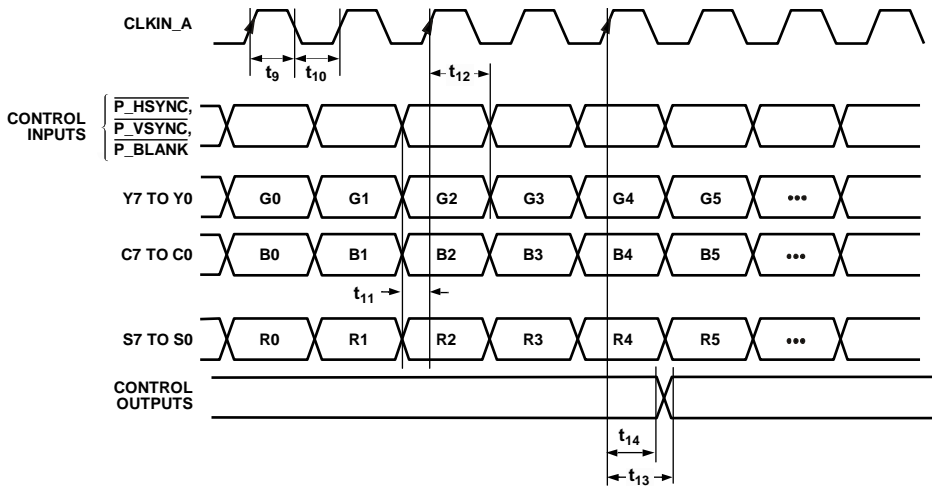 CLKIN_A
t9 t10 t12
CONTROL INPUTS
P_HSYNC,
P_VSYNC,
P_BLANK
Y7 TO Y0 G0 G1 G2 G3 G4 G5 •••
C7 TO C0 B0 B1 B2 B3 B4 B5 •••
t11
S7 TO S0 R0 R1 R2 R3 R4 R5 •••
CONTROL OUTPUTS
t14
t13